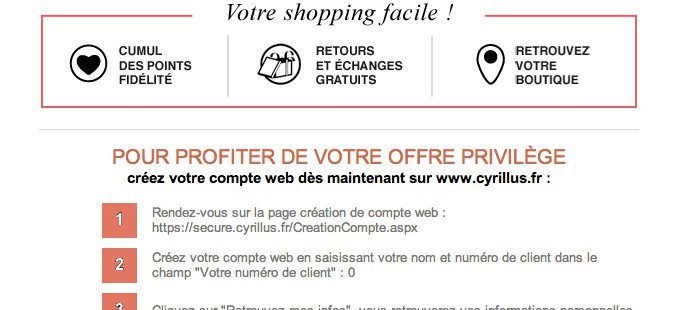 Votre shopping facile !
CUMUL
DES POINTS
FIDÉLITÉ
RETOURS
ET ÉCHANGES
GRATUITS
RETROUVEZ
VOTRE
BOUTIQUE
POUR PROFITER DE VOTRE OFFRE PRIVILÈGE
créez votre compte web dès maintenant sur www.cyrillus.fr :
1
Rendez-vous sur la page création de compte web :
https://secure.cyrillus.fr/CreationCompte.aspx
2
Créez votre compte web en saisissant votre nom et numéro de client dans le
champ "Votre numéro de client" : 0
3
Cliquez sur "Retrouvez mes infos", vous retrouverez vos informations personnelles